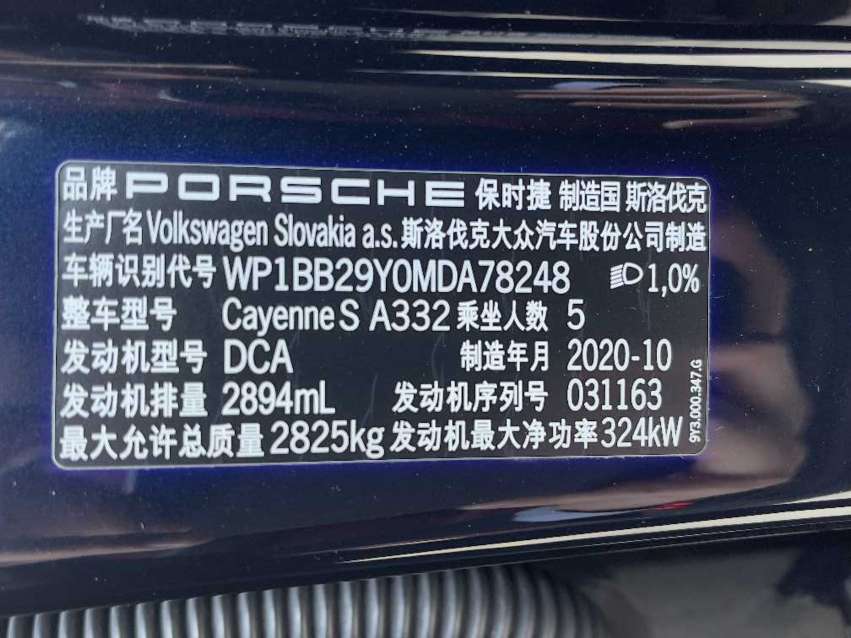 品牌 PORSCHE 保时捷 制造国 斯洛伐克
生产厂名 Volkswagen Slovakia a.s. 斯洛伐克大众汽车股份公司制造
车辆识别代号 WP1BB29Y0MDA78248 1,0%
整车型号 Cayenne S A332 乘坐人数 5
发动机型号 DCA 制造年月 2020-10
发动机排量 2894mL 发动机序列号 031163
最大允许总质量 2825kg 发动机最大净功率 324kW
9Y3.000.347.G